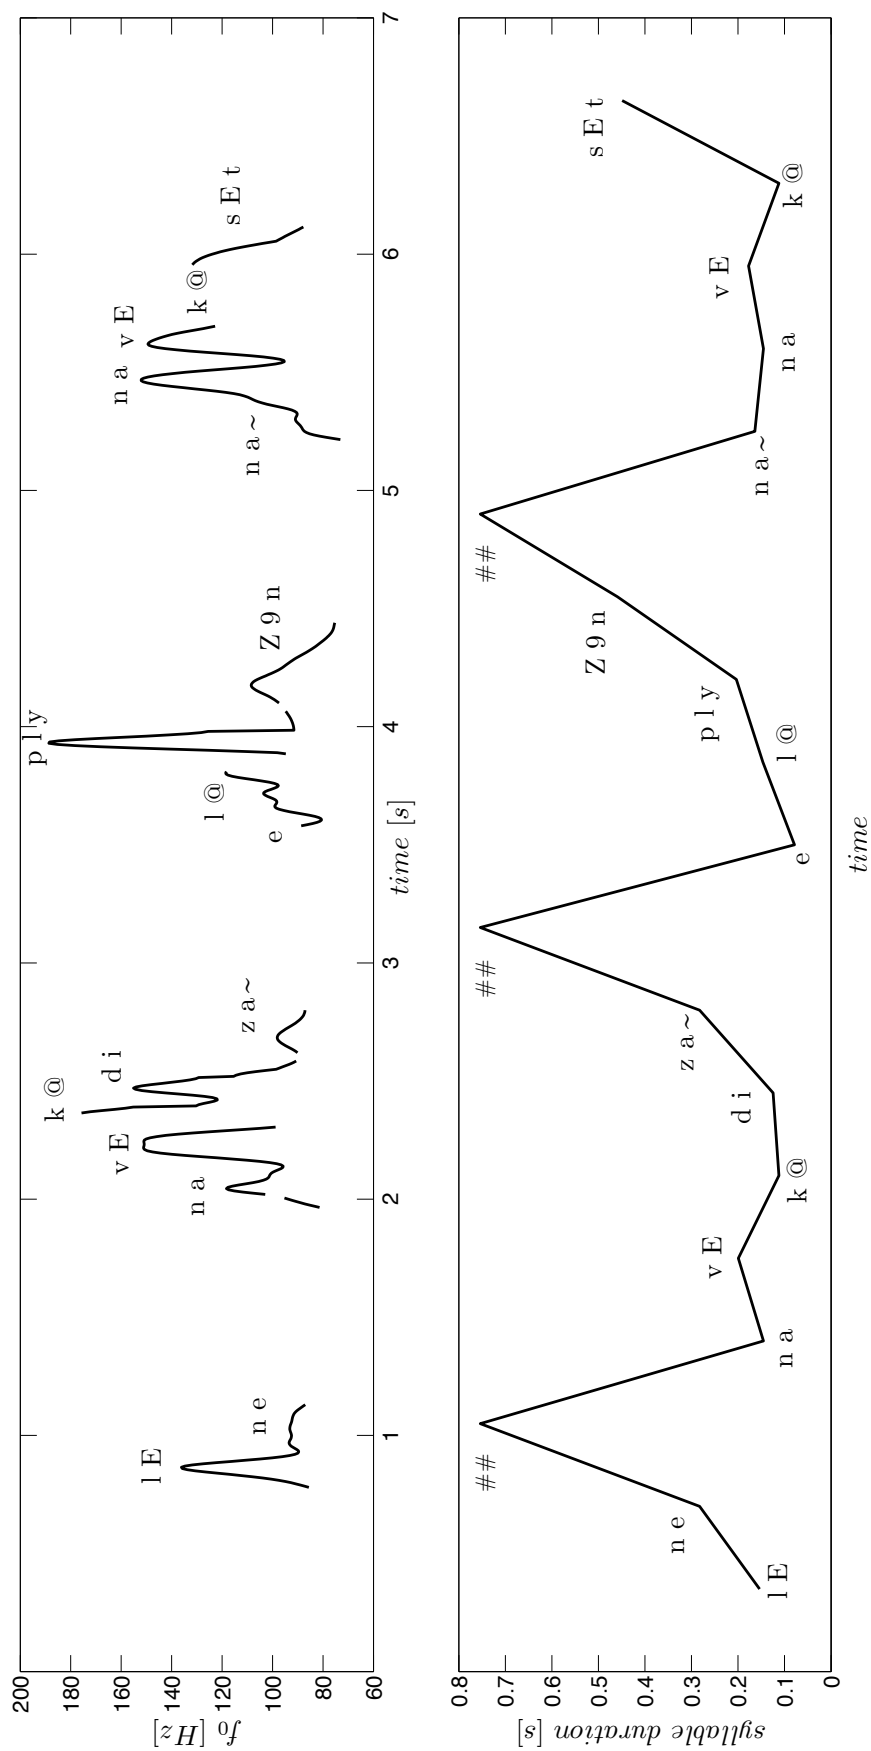 200
180
160
140
120
100
80
60
f₀ [Hz]
1
2
3
4
5
6
7
time [s]
l E
n e
n a
v E
k @
d i
z a~
e
l @
p l y
Z 9 n
n a~
n a
v E
k @
s E t
0.8
0.7
0.6
0.5
0.4
0.3
0.2
0.1
0
syllable duration [s]
l E
n e
##
n a
v E
k @
d i
z a~
##
e
l @
p l y
Z 9 n
##
n a~
n a
v E
k @
s E t
time